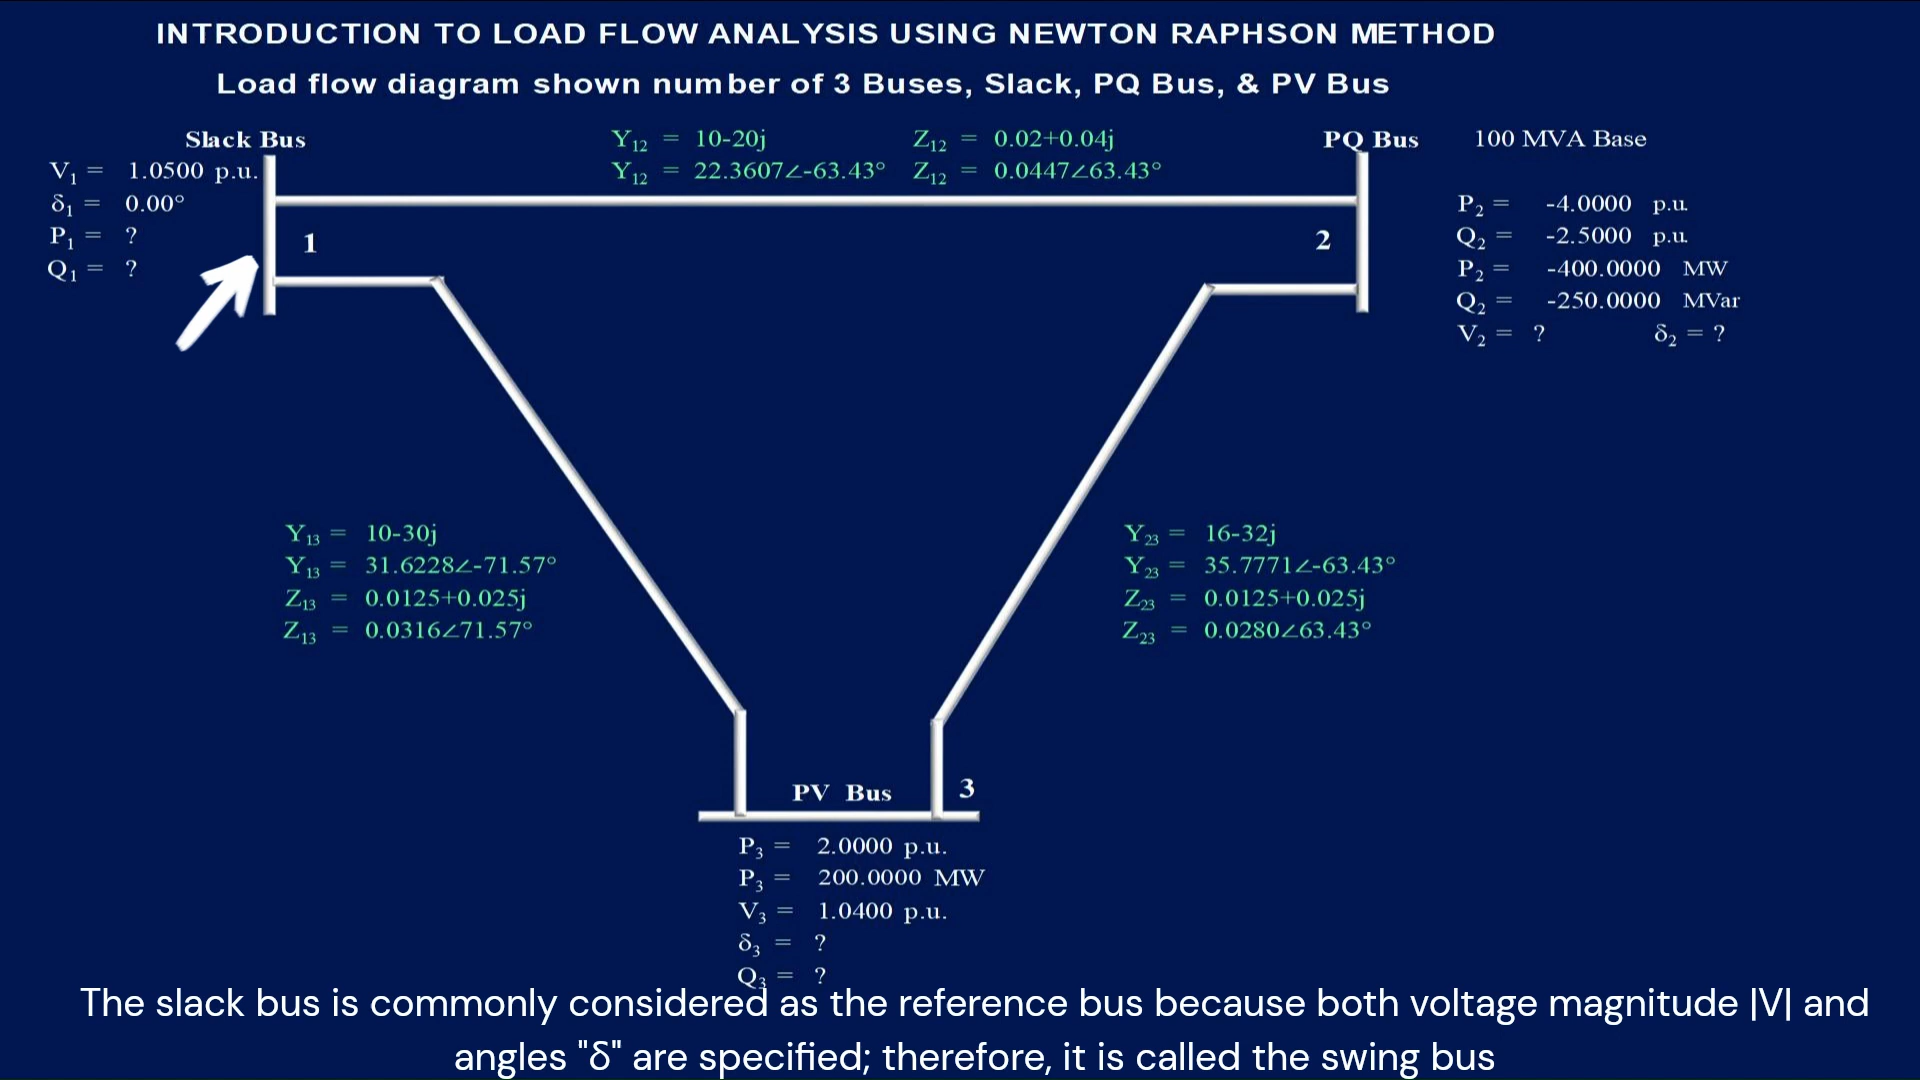 INTRODUCTION TO LOAD FLOW ANALYSIS USING NEWTON RAPHSON METHOD
Load flow diagram shown number of 3 Buses, Slack, PQ Bus, & PV Bus
Slack Bus
V₁ = 1.0500 p.u.
δ₁ = 0.00°
P₁ = ?
Q₁ = ?
1
Y₁₂ = 10-20j
Y₁₂ = 22.3607∠-63.43°
Z₁₂ = 0.02+0.04j
Z₁₂ = 0.0447∠63.43°
PQ Bus
100 MVA Base
2
P₂ = -4.0000 p.u.
Q₂ = -2.5000 p.u.
P₂ = -400.0000 MW
Q₂ = -250.0000 MVar
V₂ = ? δ₂ = ?
Y₁₃ = 10-30j
Y₁₃ = 31.6228∠-71.57°
Z₁₃ = 0.0125+0.025j
Z₁₃ = 0.0316∠71.57°
Y₂₃ = 16-32j
Y₂₃ = 35.7771∠-63.43°
Z₂₃ = 0.0125+0.025j
Z₂₃ = 0.0280∠63.43°
PV Bus
3
P₃ = 2.0000 p.u.
P₃ = 200.0000 MW
V₃ = 1.0400 p.u.
δ₃ = ?
Q₃ = ?
The slack bus is commonly considered as the reference bus because both voltage magnitude |V| and
angles "δ" are specified; therefore, it is called the swing bus